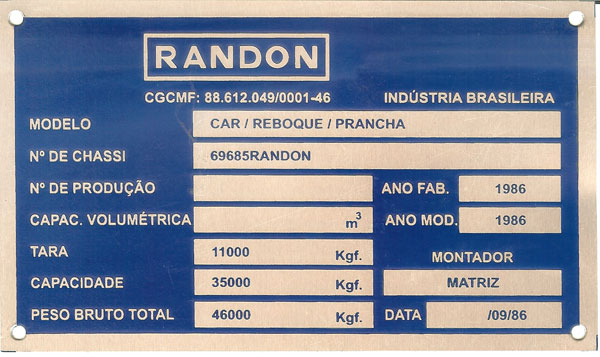 RANDON
CGCMF: 88.612.049/0001-46 INDÚSTRIA BRASILEIRA
MODELO CAR / REBOQUE / PRANCHA
Nº DE CHASSI 69685RANDON
Nº DE PRODUÇÃO ANO FAB. 1986
CAPAC. VOLUMÉTRICA m³ ANO MOD. 1986
TARA 11000 Kgf. MONTADOR
CAPACIDADE 35000 Kgf. MATRIZ
PESO BRUTO TOTAL 46000 Kgf. DATA /09/86